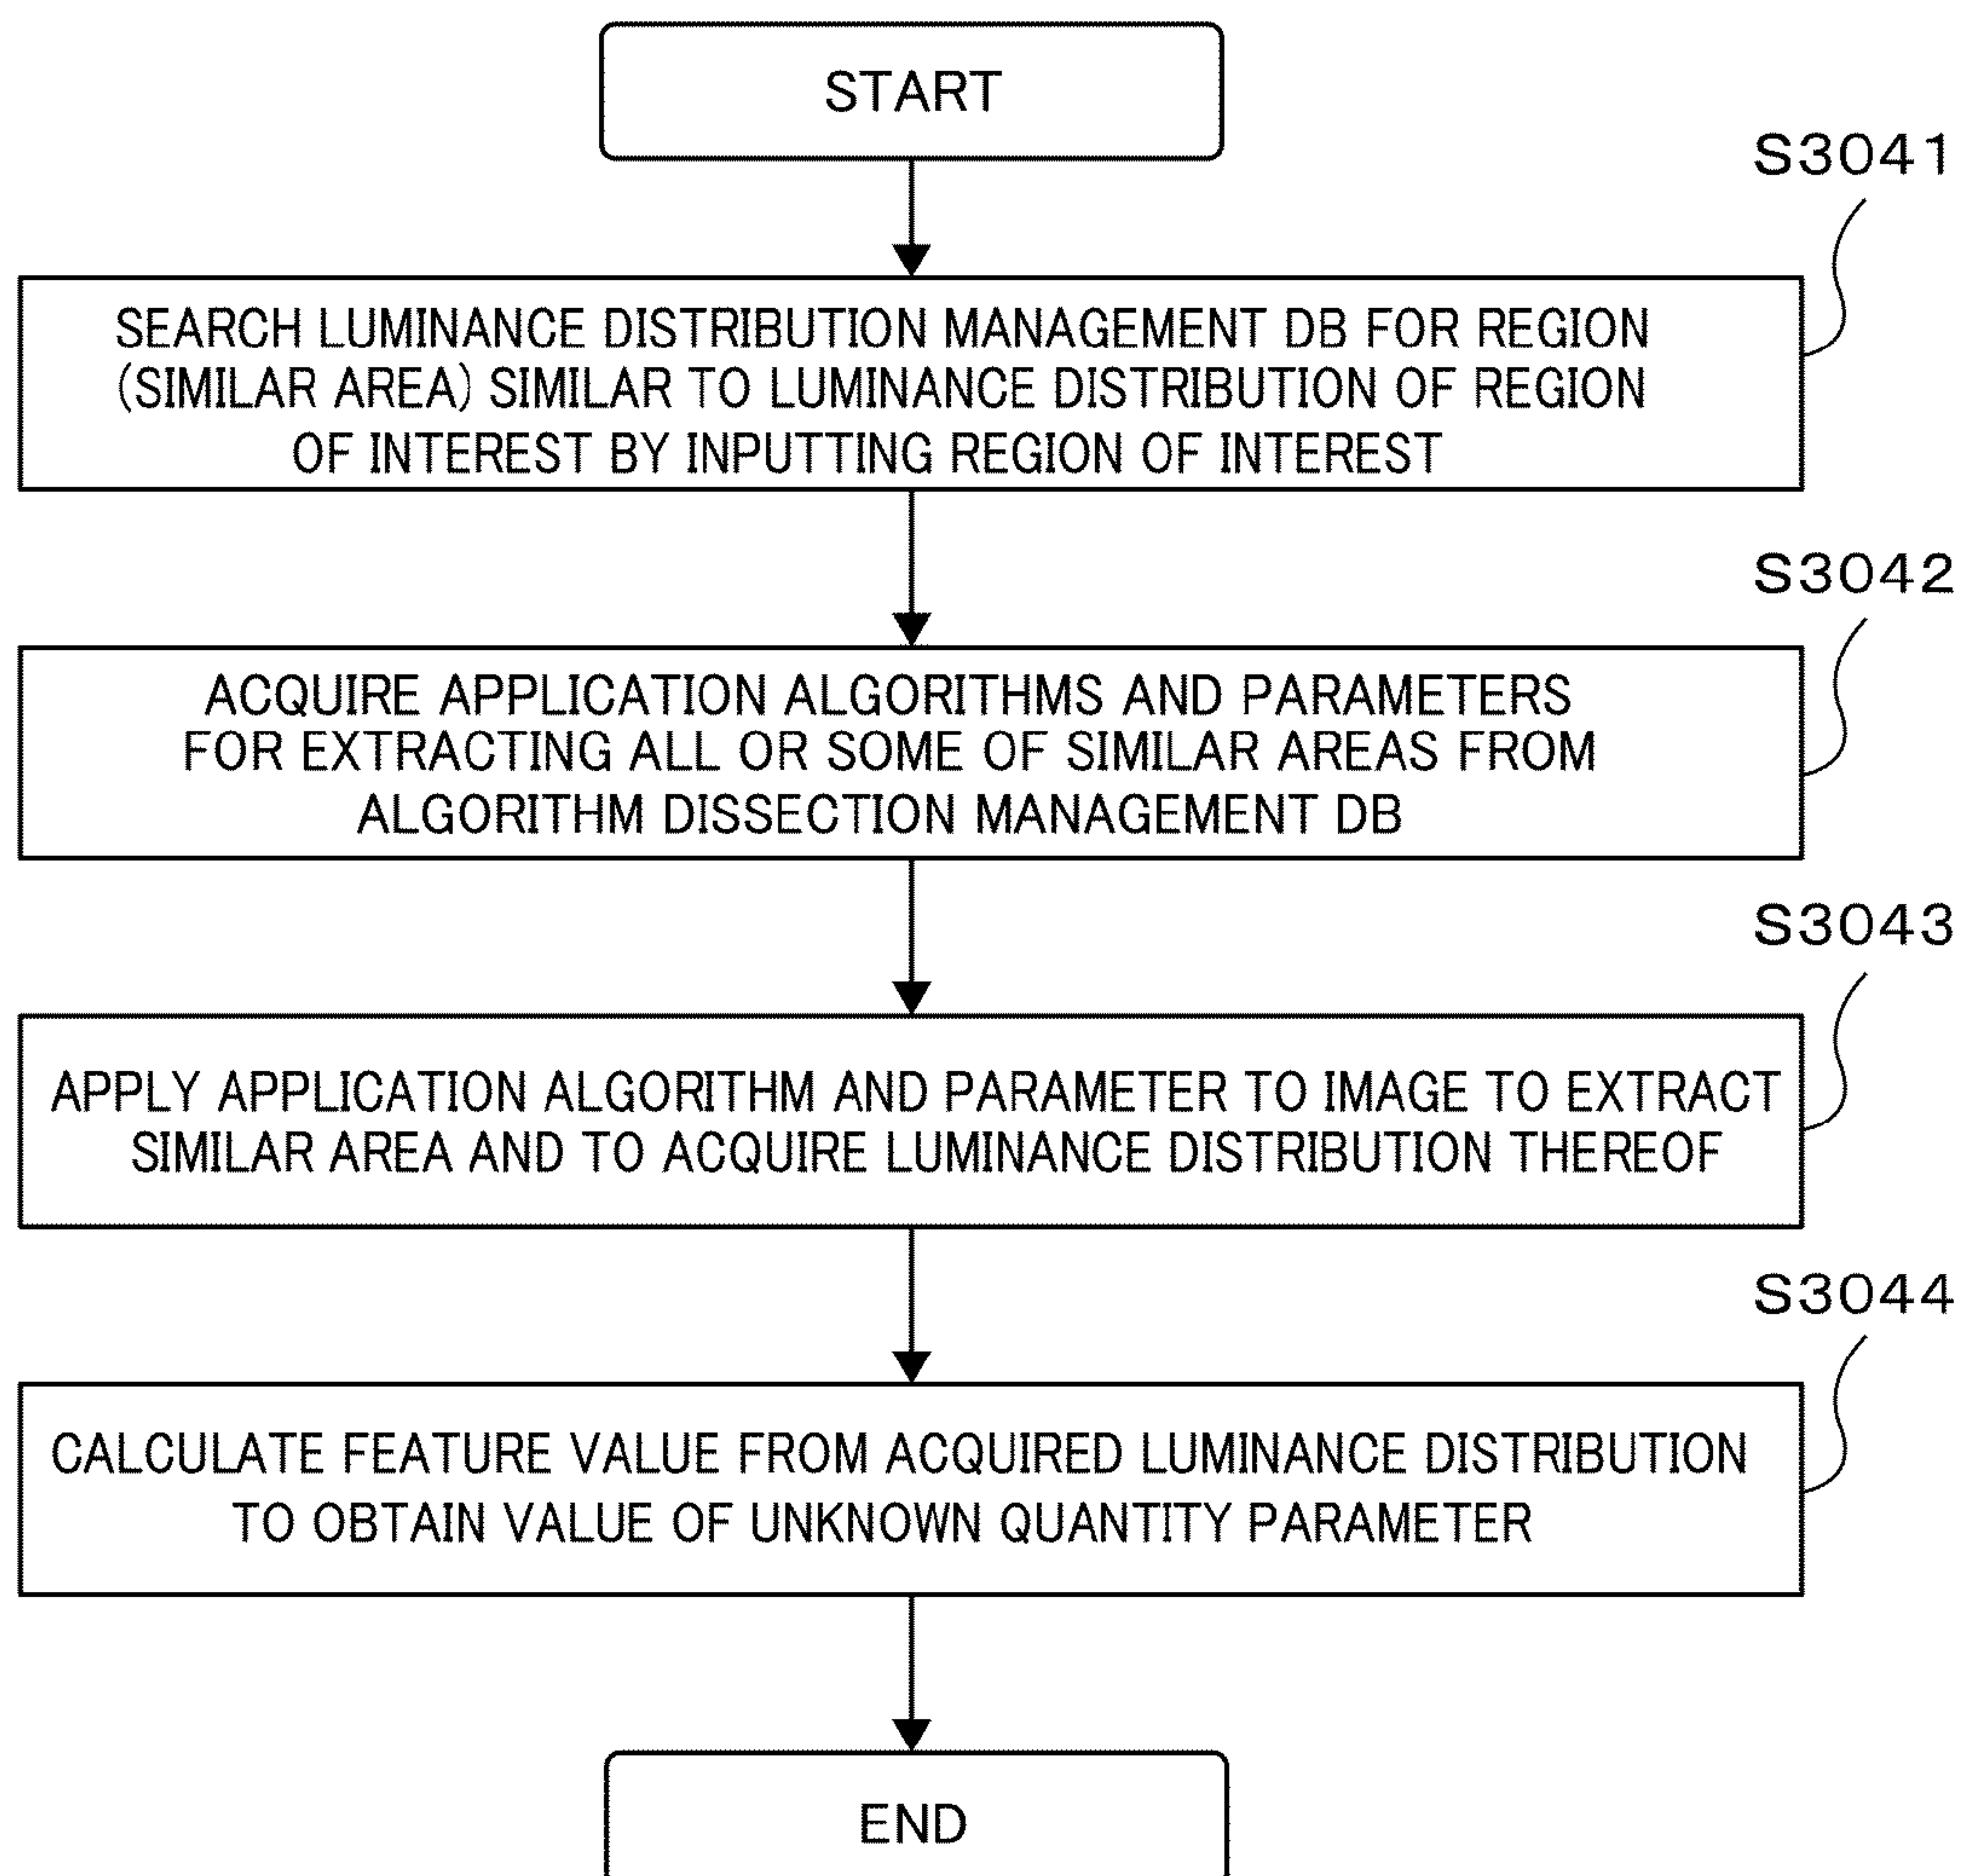 START
S3041
SEARCH LUMINANCE DISTRIBUTION MANAGEMENT DB FOR REGION
(SIMILAR AREA) SIMILAR TO LUMINANCE DISTRIBUTION OF REGION
OF INTEREST BY INPUTTING REGION OF INTEREST
S3042
ACQUIRE APPLICATION ALGORITHMS AND PARAMETERS
FOR EXTRACTING ALL OR SOME OF SIMILAR AREAS FROM
ALGORITHM DISSECTION MANAGEMENT DB
S3043
APPLY APPLICATION ALGORITHM AND PARAMETER TO IMAGE TO EXTRACT
SIMILAR AREA AND TO ACQUIRE LUMINANCE DISTRIBUTION THEREOF
S3044
CALCULATE FEATURE VALUE FROM ACQUIRED LUMINANCE DISTRIBUTION
TO OBTAIN VALUE OF UNKNOWN QUANTITY PARAMETER
END